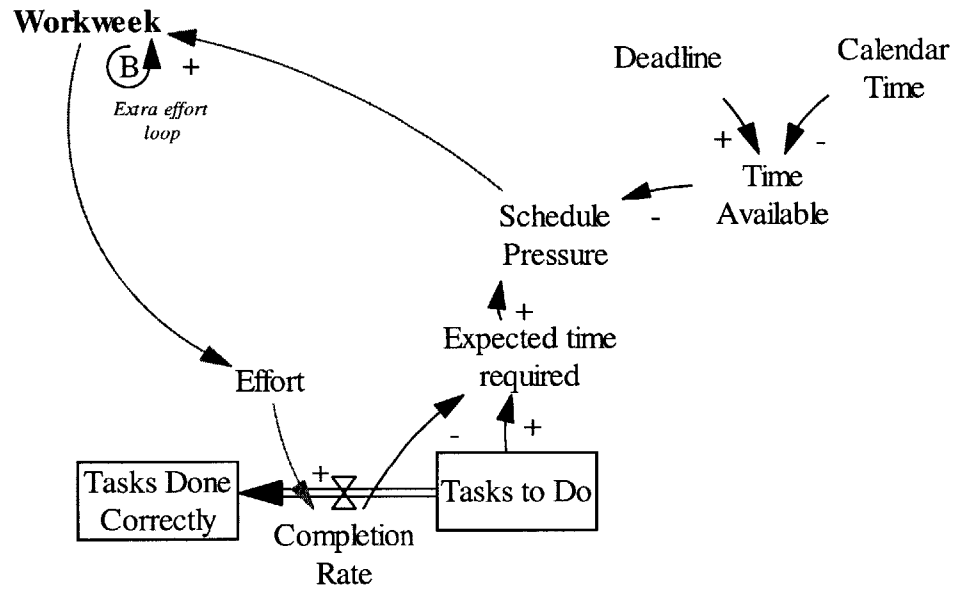 Workweek
B +
Extra effort
loop
Deadline
Calendar
Time
+ -
Time
Available
-
Schedule
Pressure
+
Expected time
required
Effort
- +
+
Tasks Done
Correctly
Tasks to Do
Completion
Rate